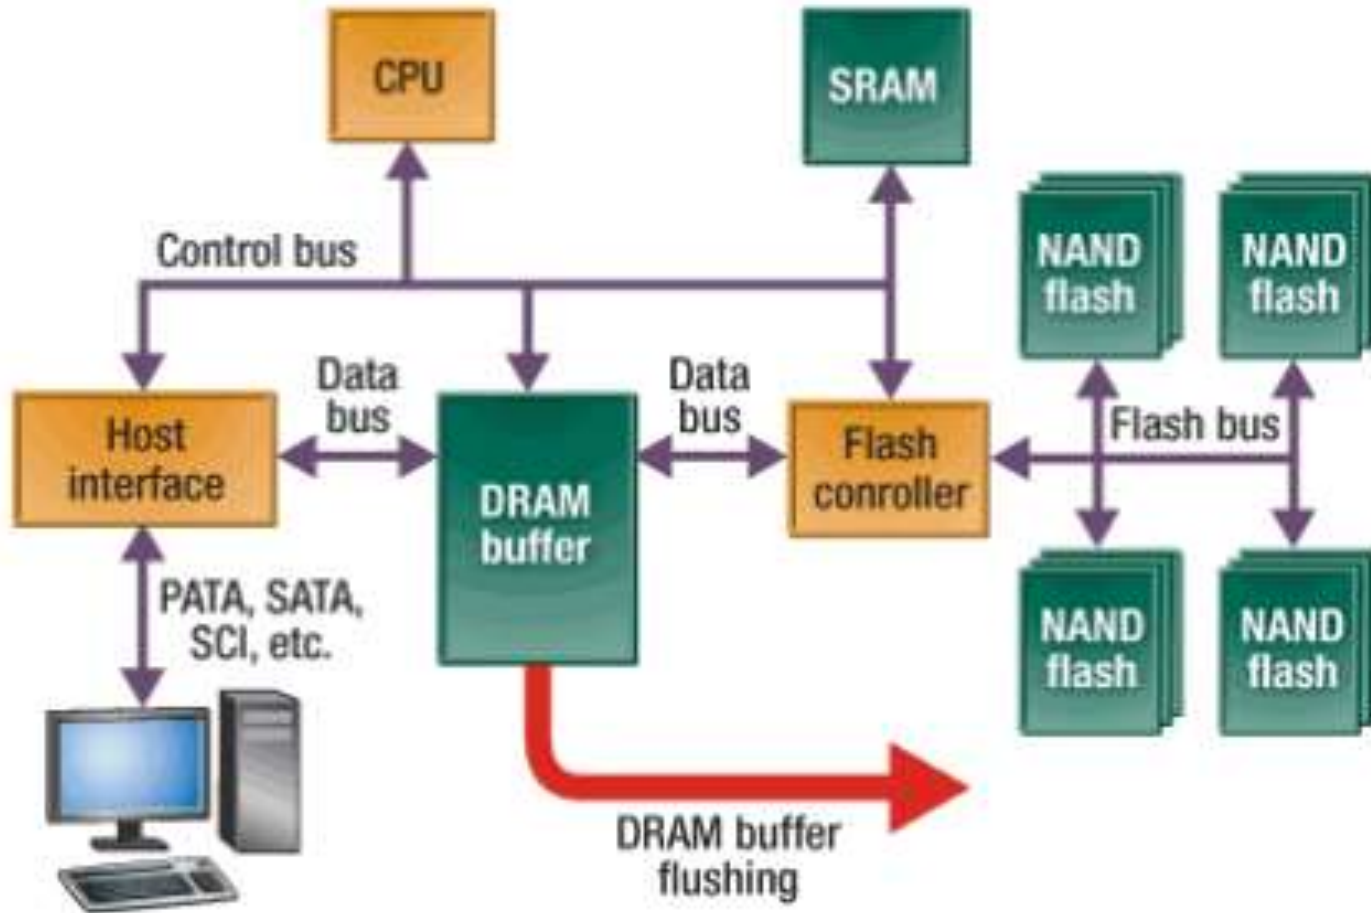 CPU
SRAM
Control bus
NAND
flash
NAND
flash
Host
interface
Data
bus
DRAM
buffer
Data
bus
Flash
conroller
Flash bus
PATA, SATA,
SCI, etc.
NAND
flash
NAND
flash
DRAM buffer
flushing